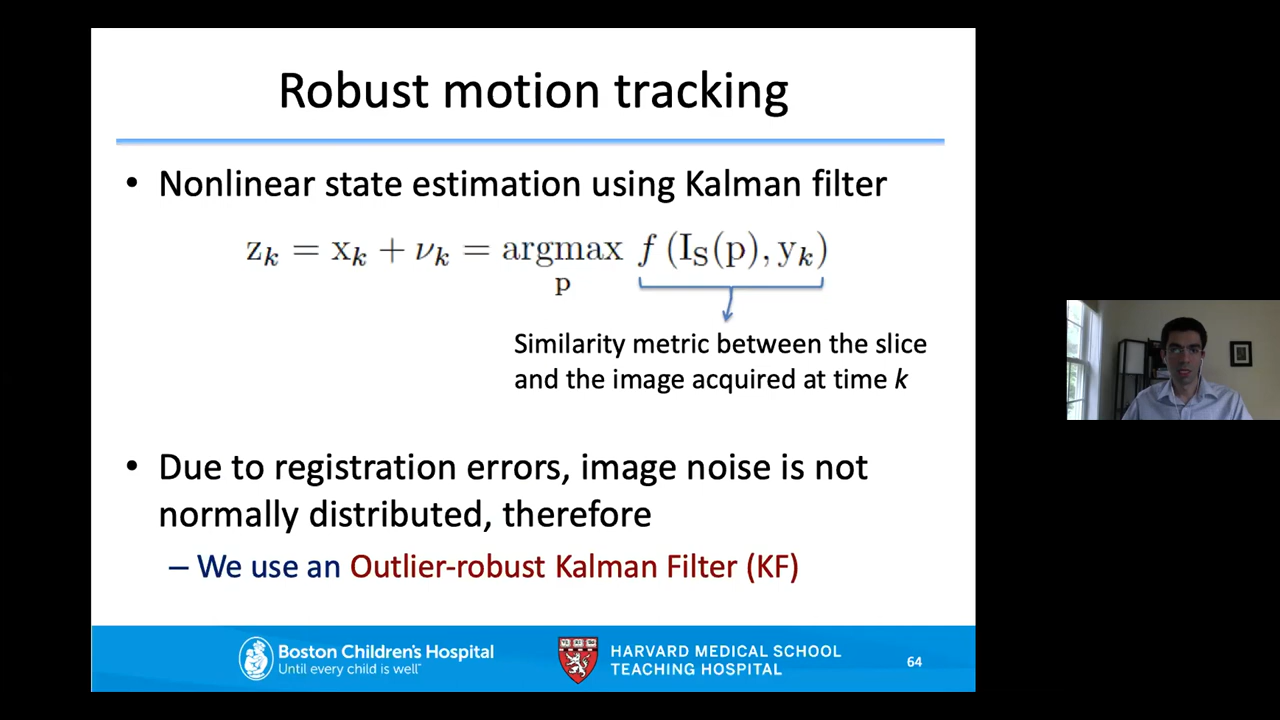 Robust motion tracking
• Nonlinear state estimation using Kalman filter
zₖ = xₖ + νₖ = argmax f (I_S(p), yₖ)
p
Similarity metric between the slice
and the image acquired at time k
• Due to registration errors, image noise is not
normally distributed, therefore
– We use an Outlier-robust Kalman Filter (KF)
Boston Children's Hospital
Until every child is well™
HARVARD MEDICAL SCHOOL
TEACHING HOSPITAL
64